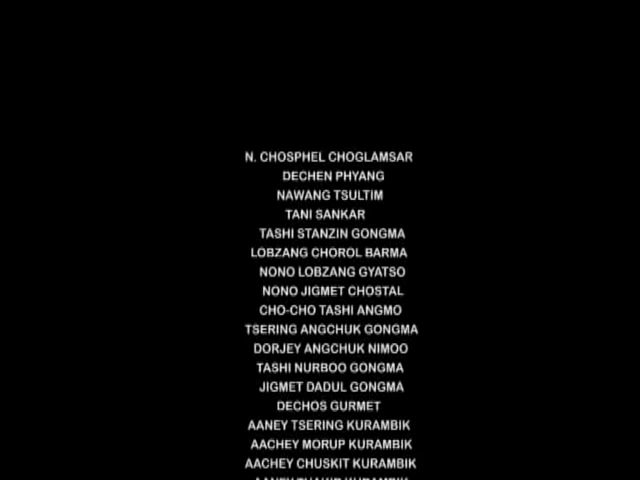 N. CHOSPHEL CHOGLAMSAR
DECHEN PHYANG
NAWANG TSULTIM
TANI SANKAR
TASHI STANZIN GONGMA
LOBZANG CHOROL BARMA
NONO LOBZANG GYATSO
NONO JIGMET CHOSTAL
CHO-CHO TASHI ANGMO
TSERING ANGCHUK GONGMA
DORJEY ANGCHUK NIMOO
TASHI NURBOO GONGMA
JIGMET DADUL GONGMA
DECHOS GURMET
AANEY TSERING KURAMBIK
AACHEY MORUP KURAMBIK
AACHEY CHUSKIT KURAMBIK